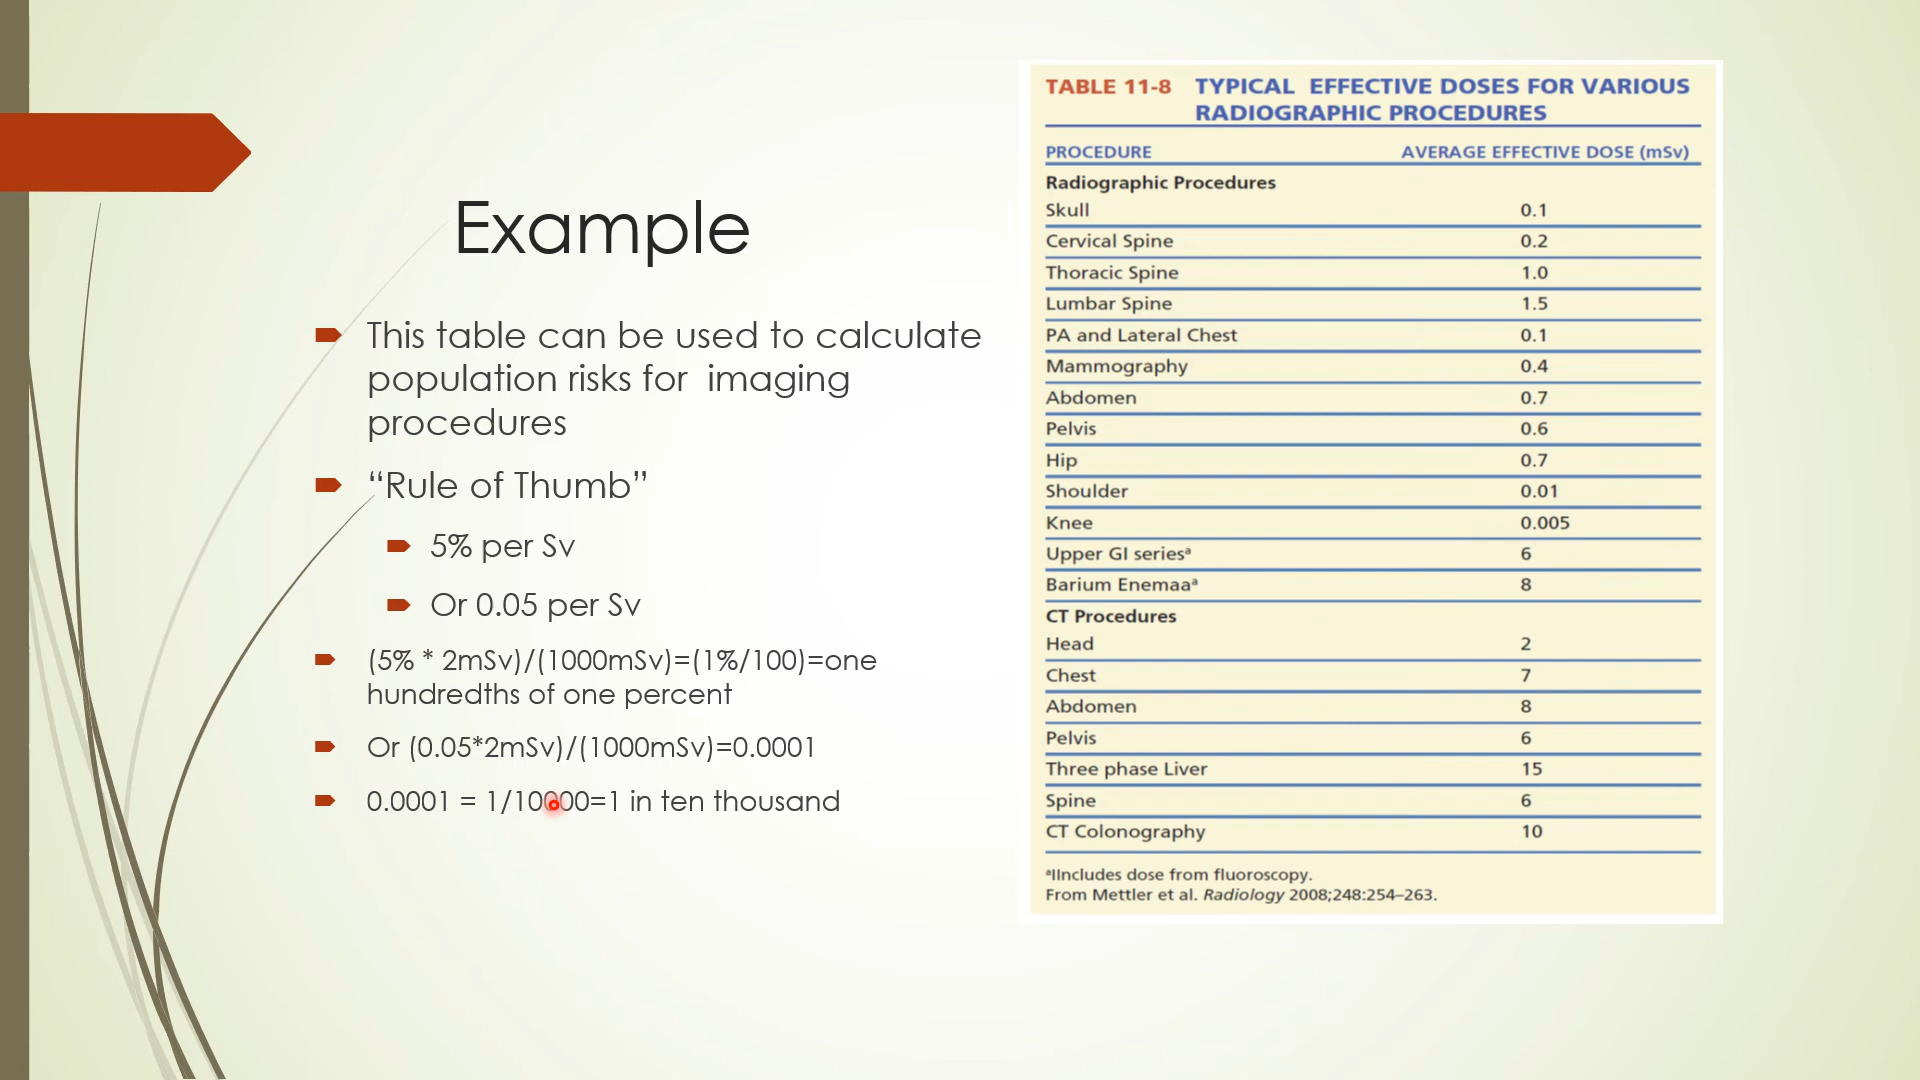 Example
This table can be used to calculate
population risks for imaging
procedures
“Rule of Thumb”
5% per Sv
Or 0.05 per Sv
(5% * 2mSv)/(1000mSv)=(1%/100)=one
hundredths of one percent
Or (0.05*2mSv)/(1000mSv)=0.0001
0.0001 = 1/10000=1 in ten thousand
TABLE 11-8 TYPICAL EFFECTIVE DOSES FOR VARIOUS
RADIOGRAPHIC PROCEDURES
PROCEDURE AVERAGE EFFECTIVE DOSE (mSv)
Radiographic Procedures
Skull 0.1
Cervical Spine 0.2
Thoracic Spine 1.0
Lumbar Spine 1.5
PA and Lateral Chest 0.1
Mammography 0.4
Abdomen 0.7
Pelvis 0.6
Hip 0.7
Shoulder 0.01
Knee 0.005
Upper GI seriesᵃ 6
Barium Enemaaᵃ 8
CT Procedures
Head 2
Chest 7
Abdomen 8
Pelvis 6
Three phase Liver 15
Spine 6
CT Colonography 10
ᵃIIncludes dose from fluoroscopy.
From Mettler et al. Radiology 2008;248:254–263.